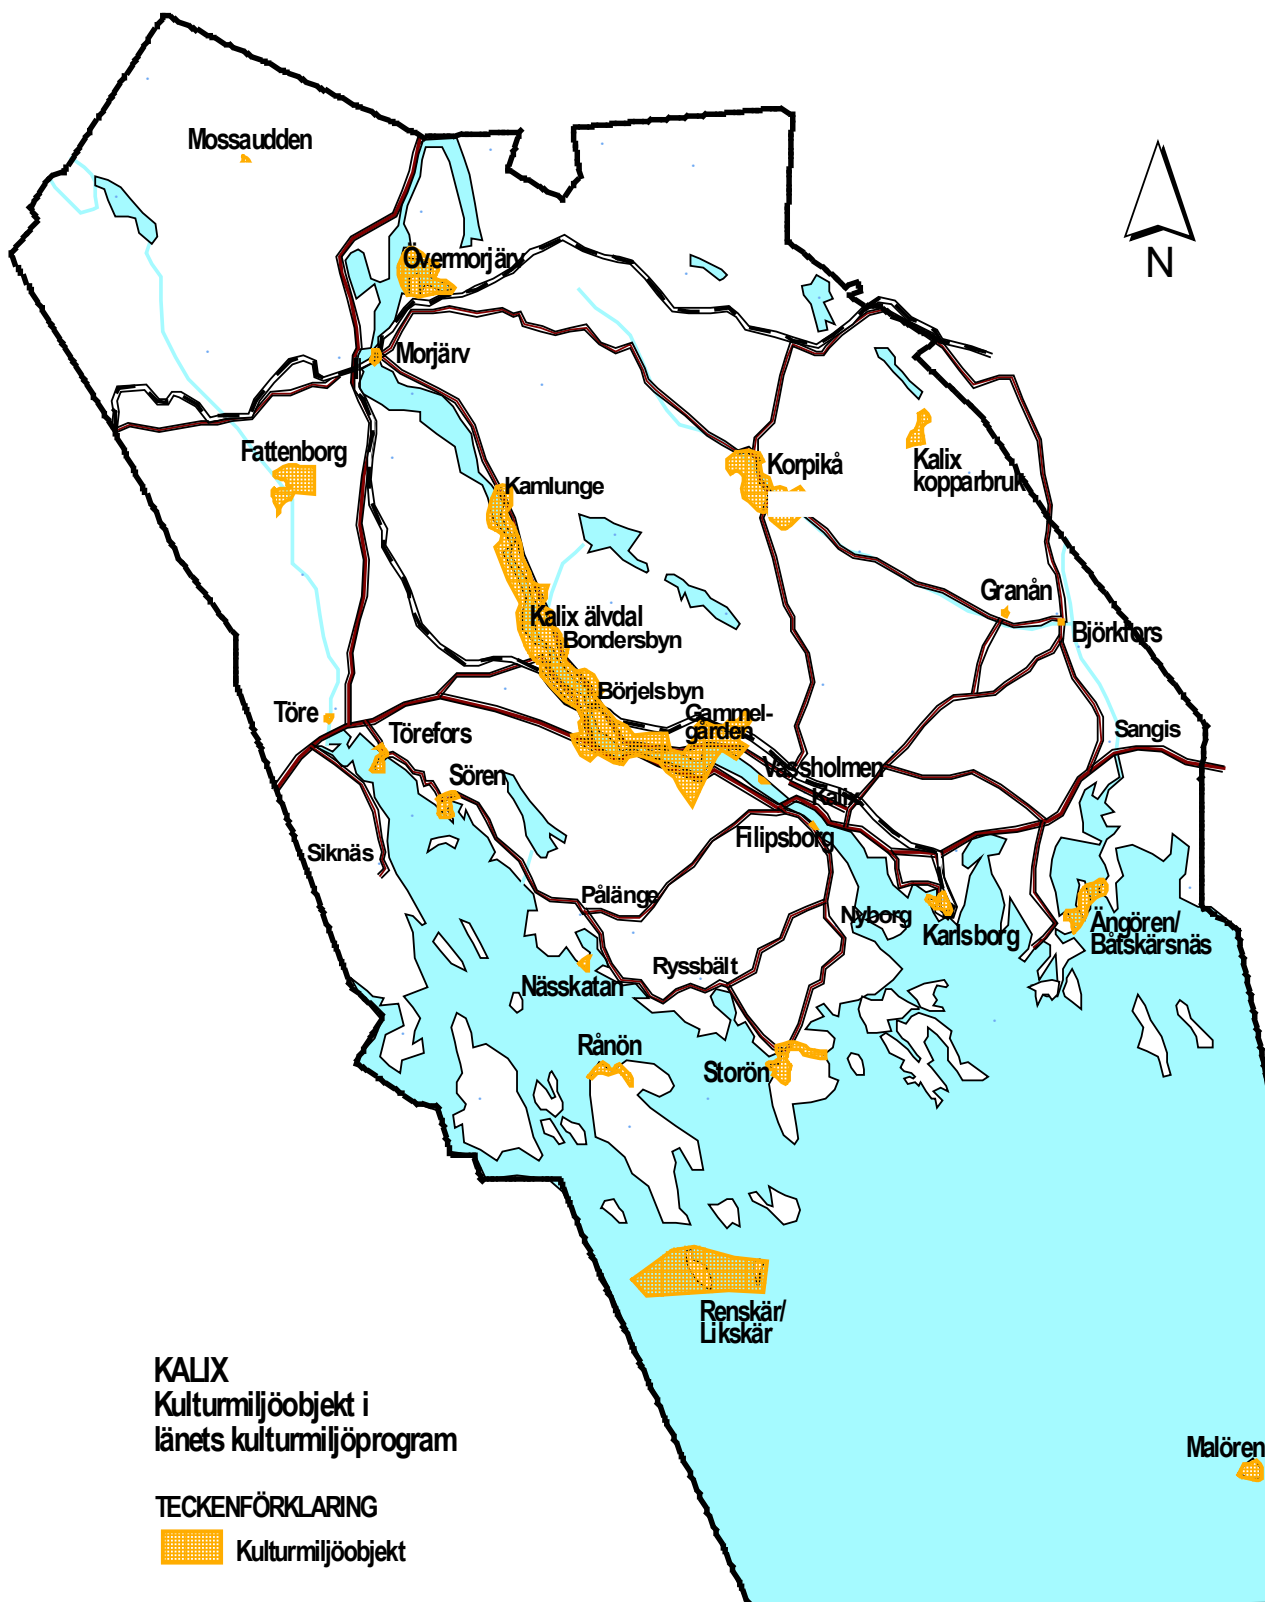 Mossaudden
N
Övermorjärv
Morjärv
Fattenborg
Korpikå
Kalix
kopparbruk
Kamlunge
Granån
Kalix älvdal
Björkfors
Bondersbyn
Börjelsbyn
Töre
Gammel-
gården
Törefors
Sangis
Sören
Vassholmen
Kalix
Filipsborg
Siknäs
Pålänge
Nyborg
Karlsborg
Ängören/
Båtskärsnäs
Ryssbält
Nässkatan
Rånön
Storön
Renskär/
Likskär
KALIX
Kulturmiljöobjekt i
länets kulturmiljöprogram
Malören
TECKENFÖRKLARING
Kulturmiljöobjekt